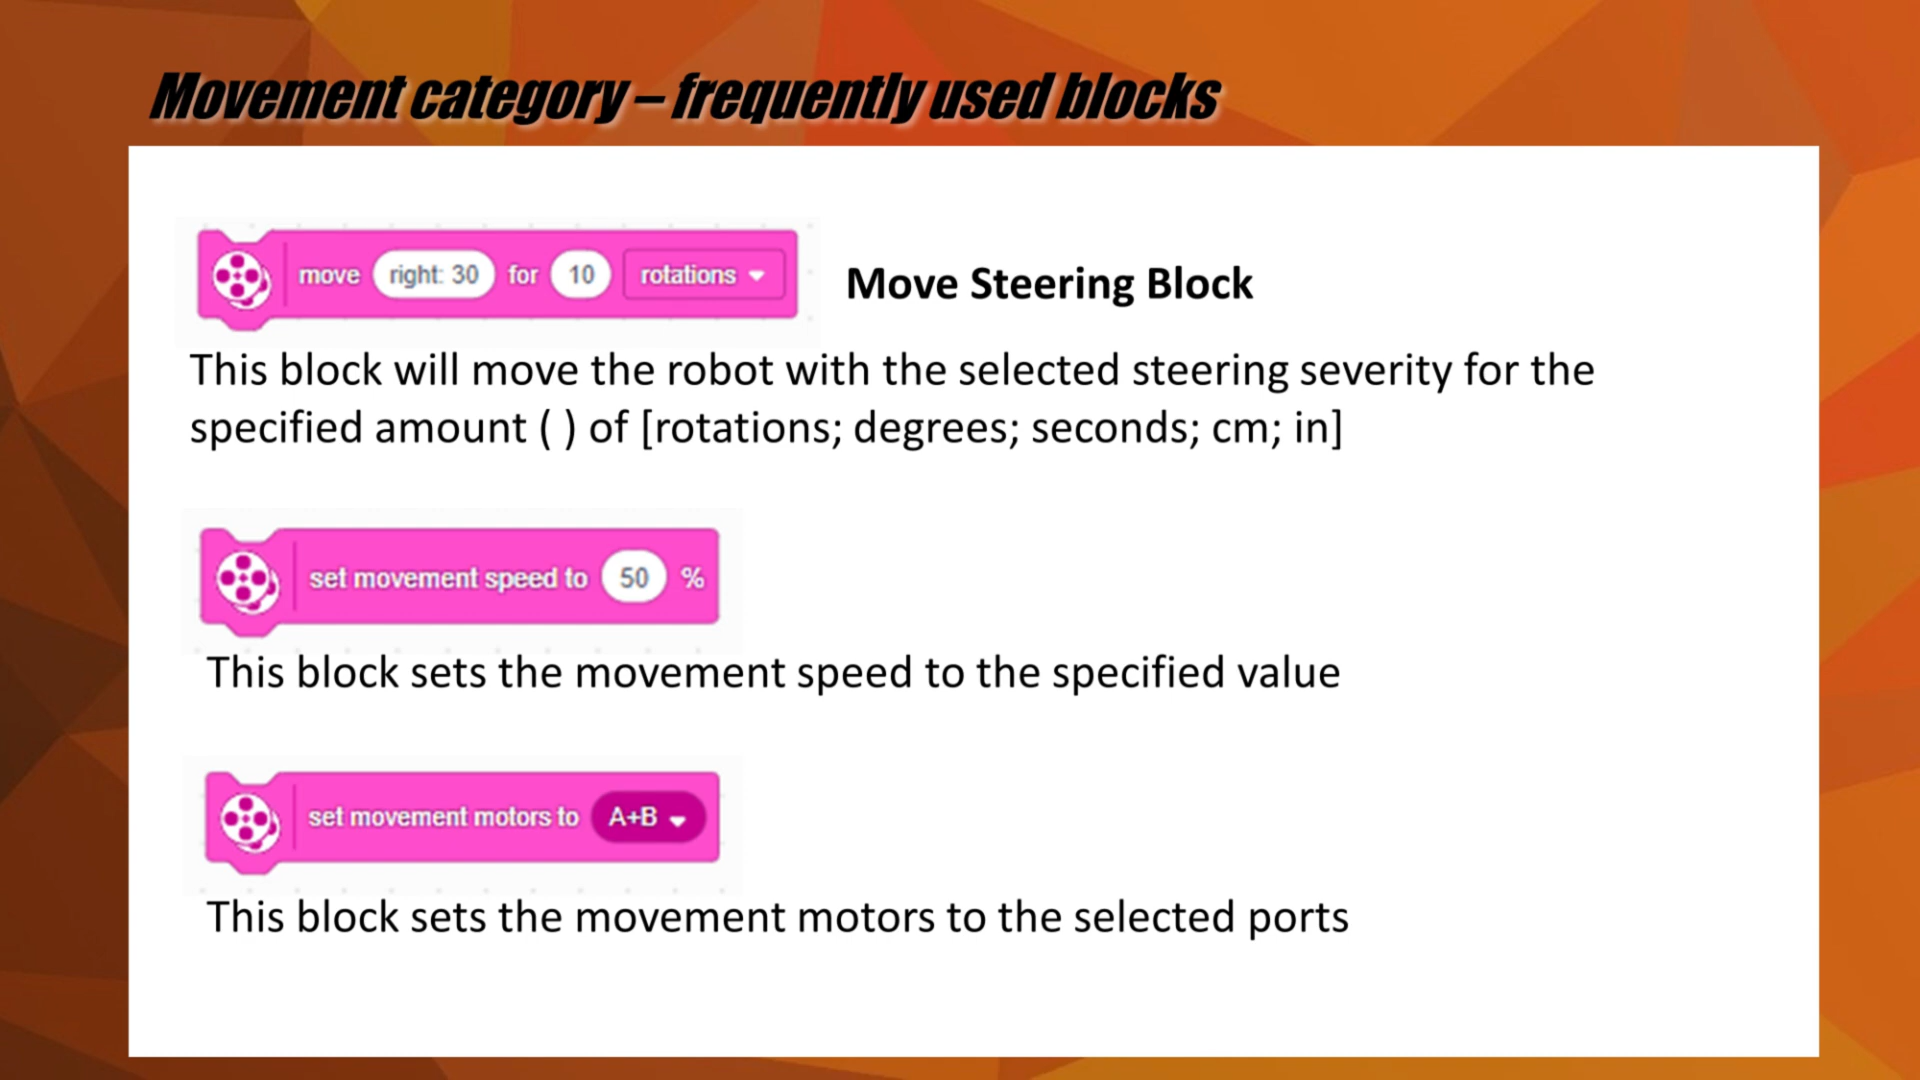 Movement category – frequently used blocks
move right: 30 for 10 rotations
Move Steering Block
This block will move the robot with the selected steering severity for the
specified amount ( ) of [rotations; degrees; seconds; cm; in]
set movement speed to 50 %
This block sets the movement speed to the specified value
set movement motors to A+B
This block sets the movement motors to the selected ports